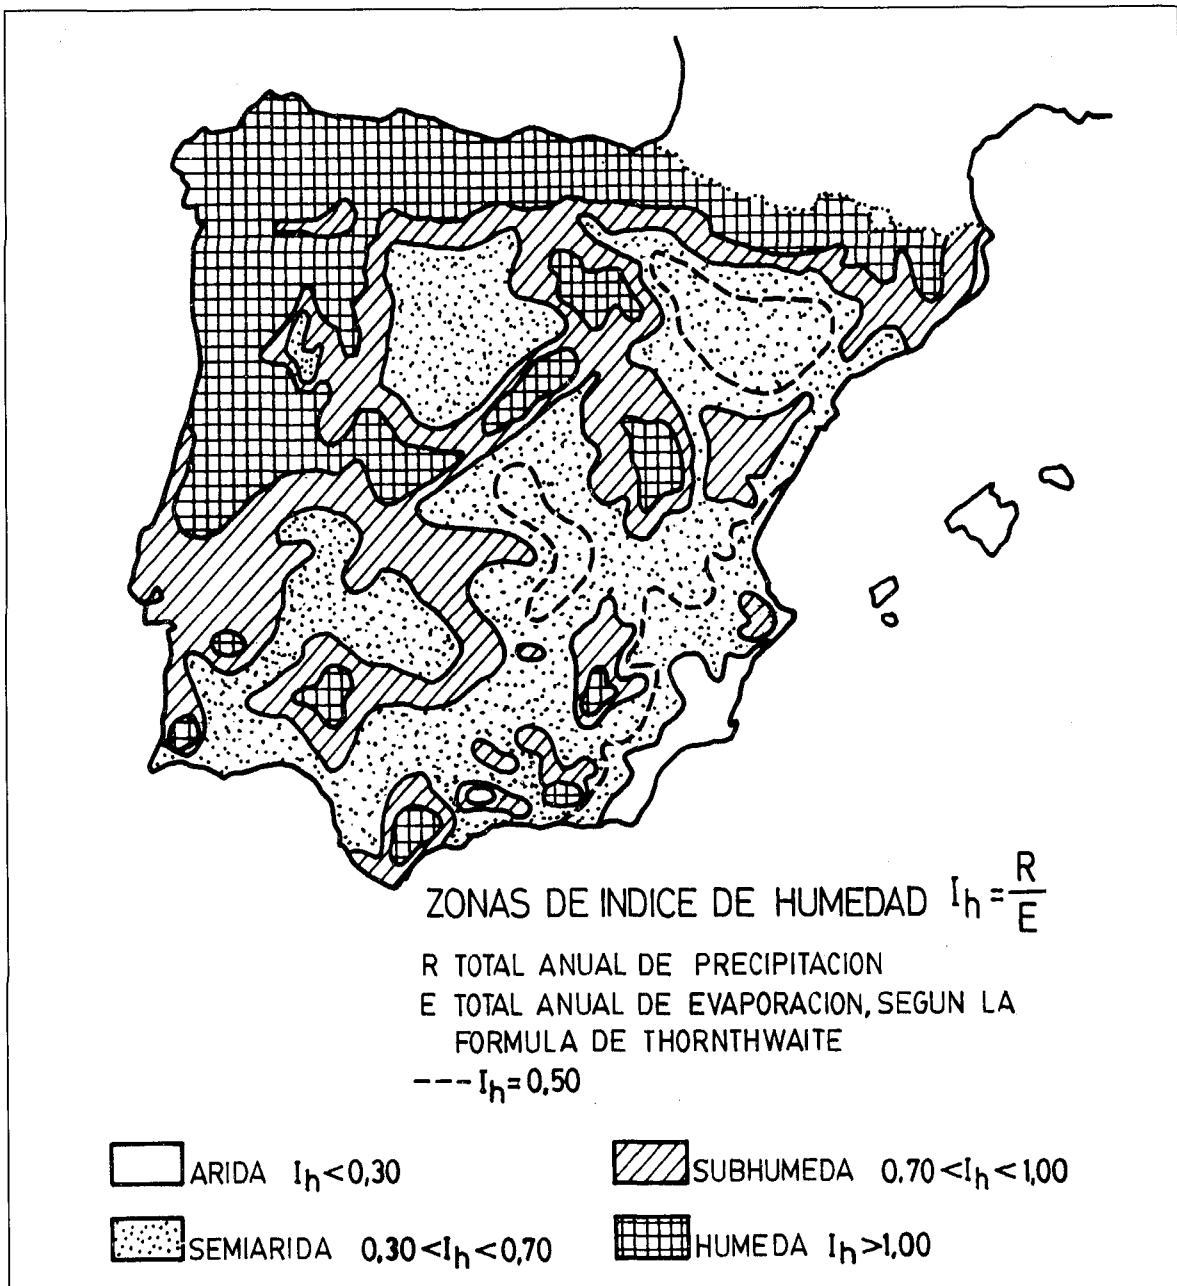 ZONAS DE INDICE DE HUMEDAD Ih = R/E
R TOTAL ANUAL DE PRECIPITACION
E TOTAL ANUAL DE EVAPORACION, SEGUN LA
FORMULA DE THORNTHWAITE
--- Ih = 0,50
ARIDA Ih < 0,30
SUBHUMEDA 0.70 < Ih < 1,00
SEMIARIDA 0,30 < Ih < 0,70
HUMEDA Ih > 1,00